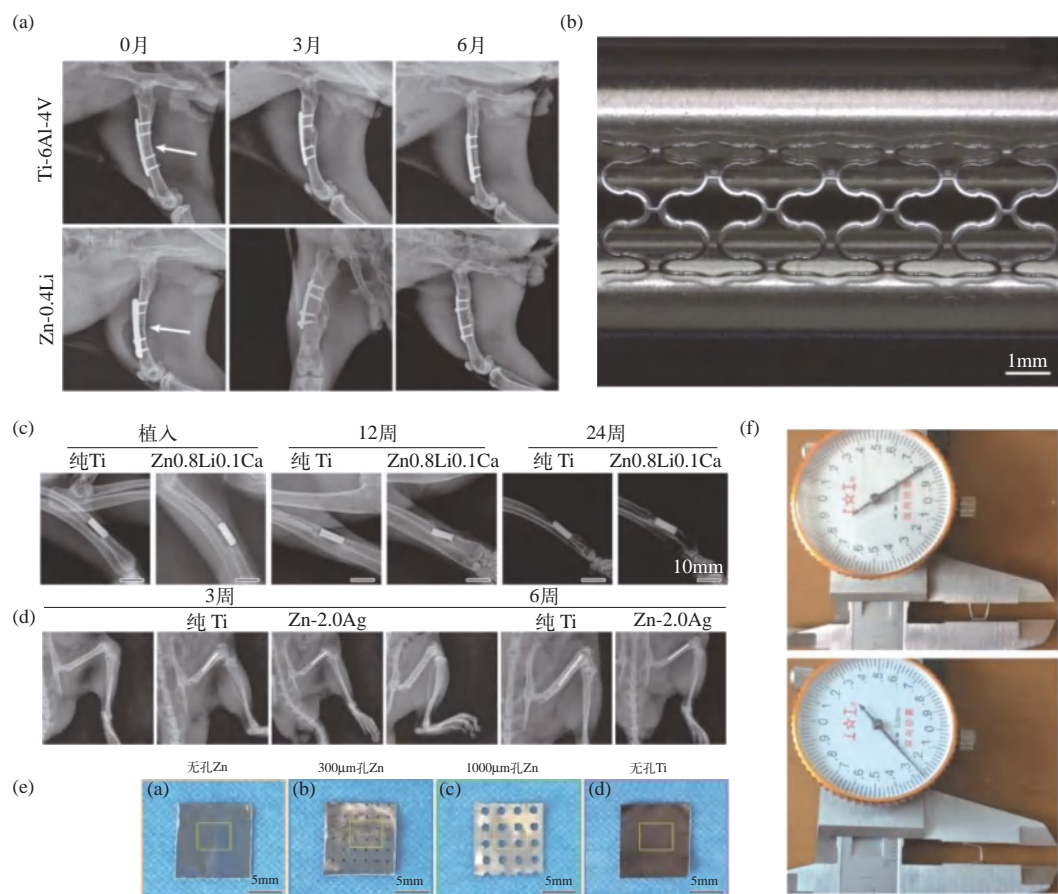 (a)
0月 3月 6月
Ti-6Al-4V
Zn-0.4Li
(b)
1mm
(c)
植入 12周 24周
纯Ti Zn0.8Li0.1Ca 纯 Ti Zn0.8Li0.1Ca 纯 Ti Zn0.8Li0.1Ca
10mm
(d)
3周 6周
纯 Ti Zn-2.0Ag 纯 Ti Zn-2.0Ag
(e)
无孔Zn 300μm孔Zn 1000μm孔Zn 无孔Ti
(a) (b) (c) (d)
5mm 5mm 5mm 5mm
(f)